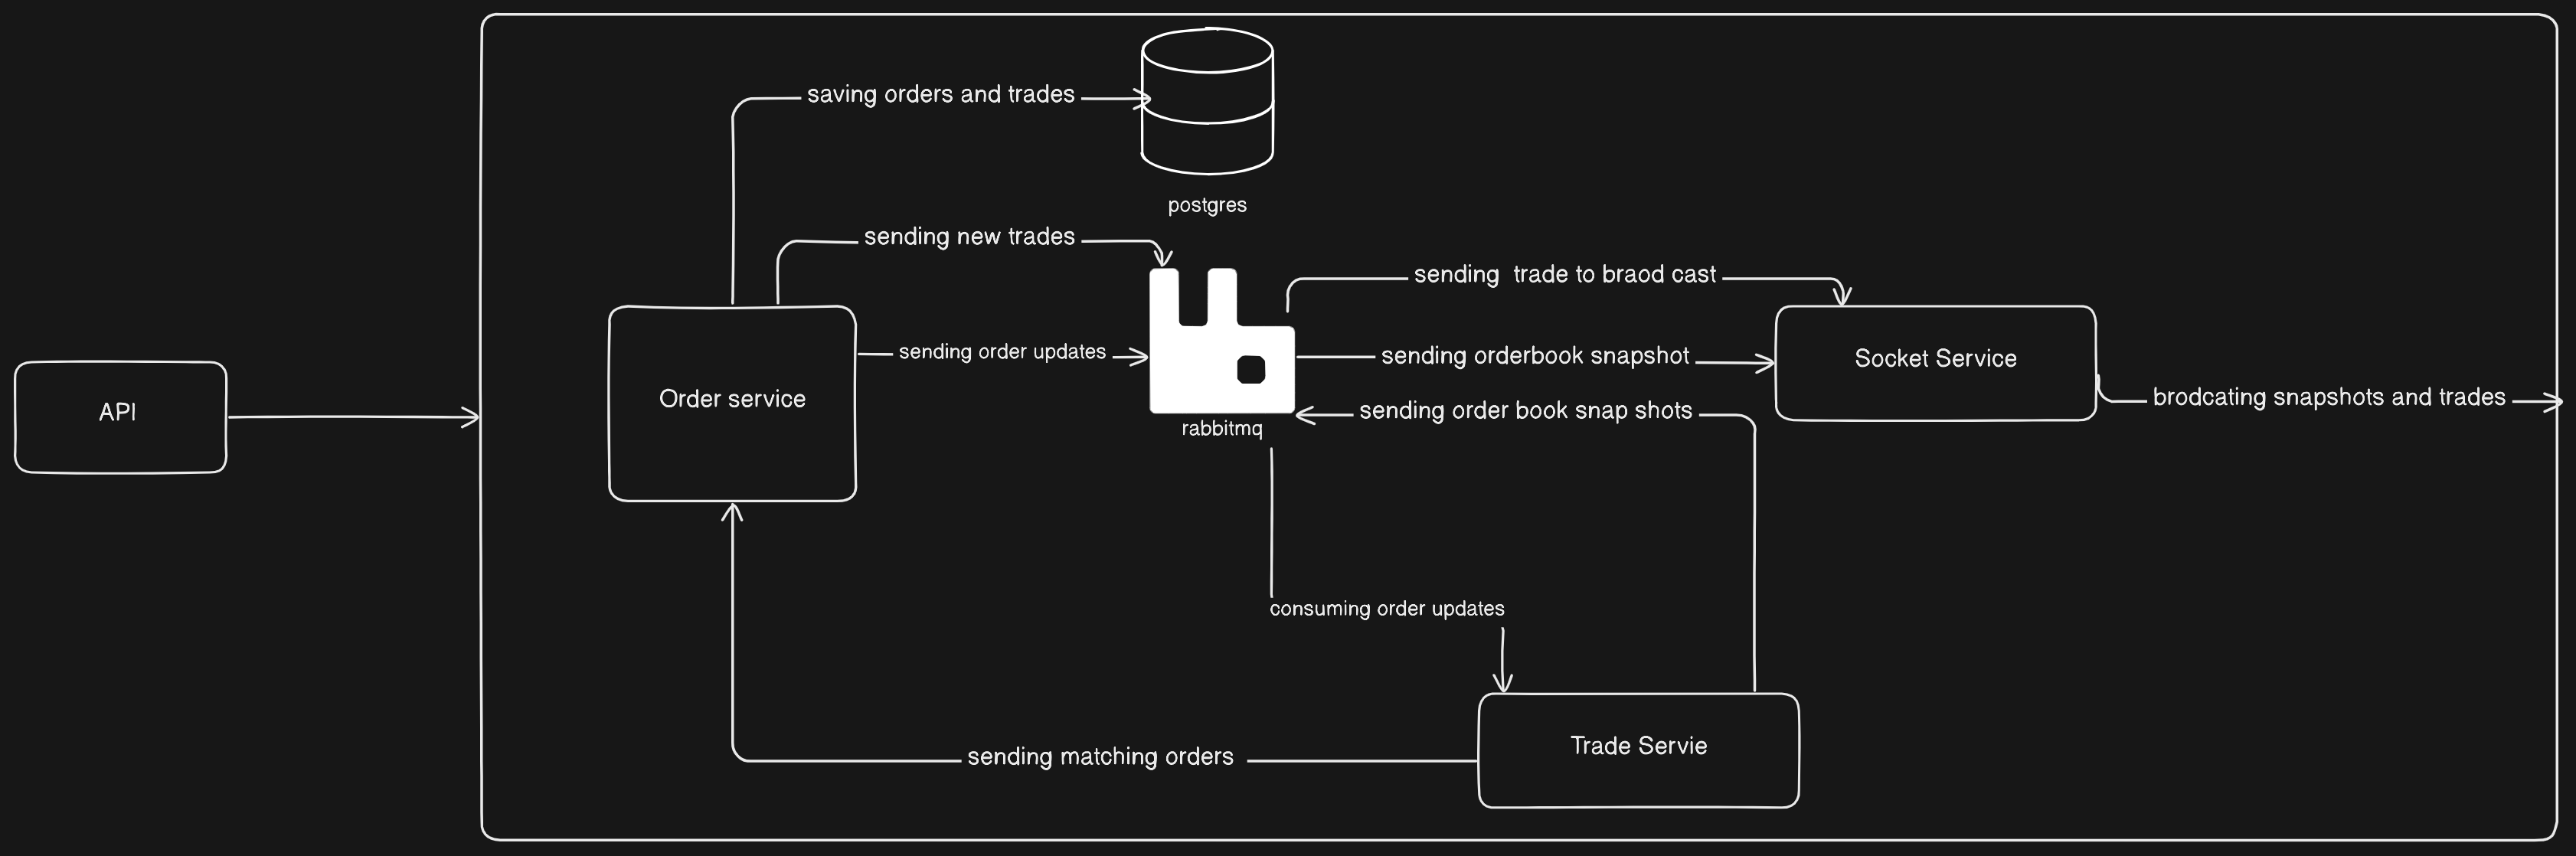 saving orders and trades
postgres
sending new trades
sending trade to braod cast
sending order updates
sending orderbook snapshot
Socket Service
API
Order service
brodcating snapshots and trades
sending order book snap shots
rabbitmq
consuming order updates
Trade Servie
sending matching orders